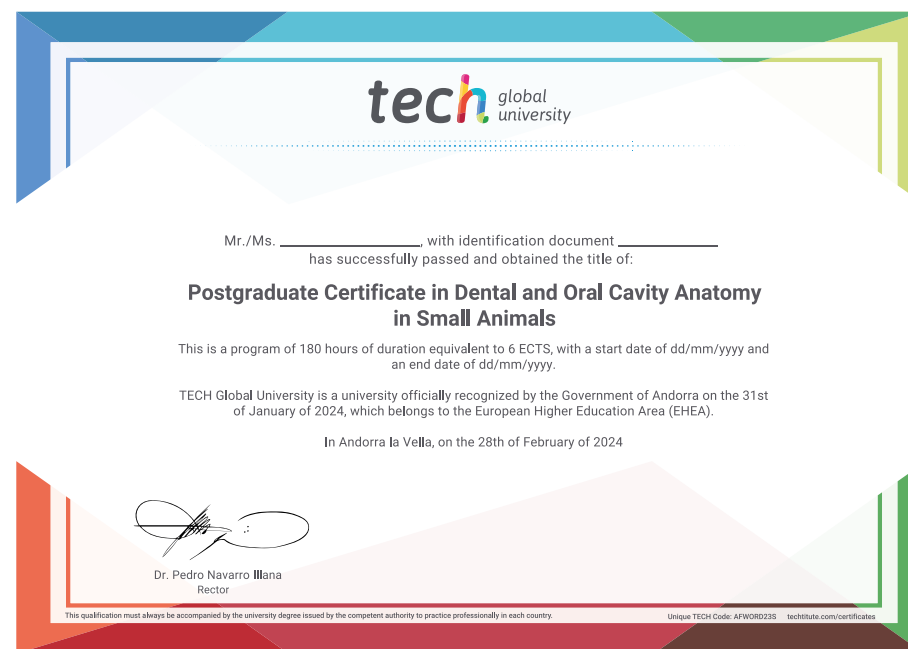 tech global university
Mr./Ms. ____________________, with identification document ______________
has successfully passed and obtained the title of:
Postgraduate Certificate in Dental and Oral Cavity Anatomy
in Small Animals
This is a program of 180 hours of duration equivalent to 6 ECTS, with a start date of dd/mm/yyyy and
an end date of dd/mm/yyyy.
TECH Global University is a university officially recognized by the Government of Andorra on the 31st
of January of 2024, which belongs to the European Higher Education Area (EHEA).
In Andorra la Vella, on the 28th of February of 2024
Dr. Pedro Navarro Illana
Rector
This qualification must always be accompanied by the university degree issued by the competent authority to practice professionally in each country.
Unique TECH Code: AFWORD23S techtitute.com/certificates